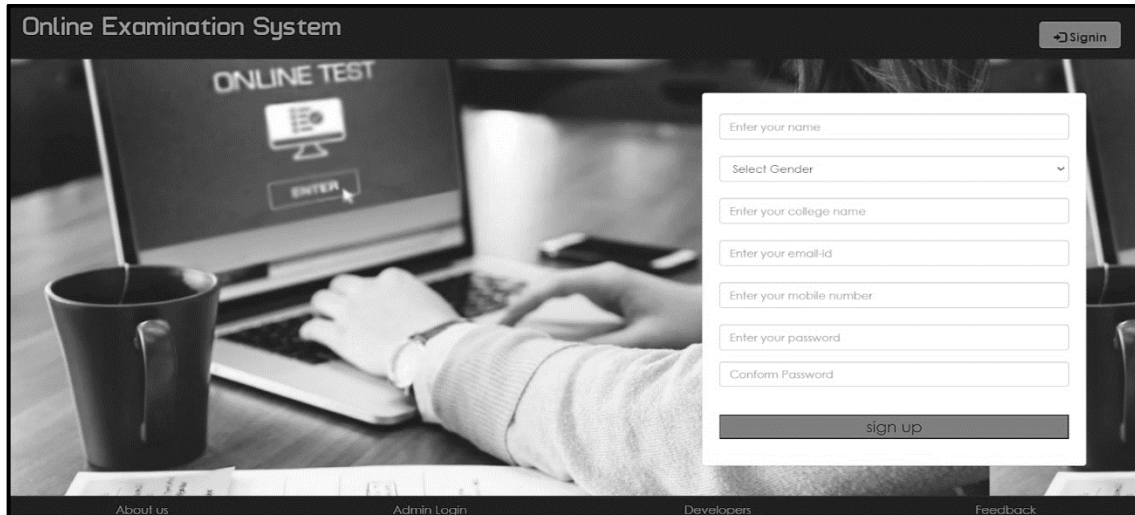 Online Examination System
Signin
ONLINE TEST
ENTER
Enter your name
Select Gender
Enter your college name
Enter your email-id
Enter your mobile number
Enter your password
Conform Password
sign up
About us Admin Login Developers Feedback